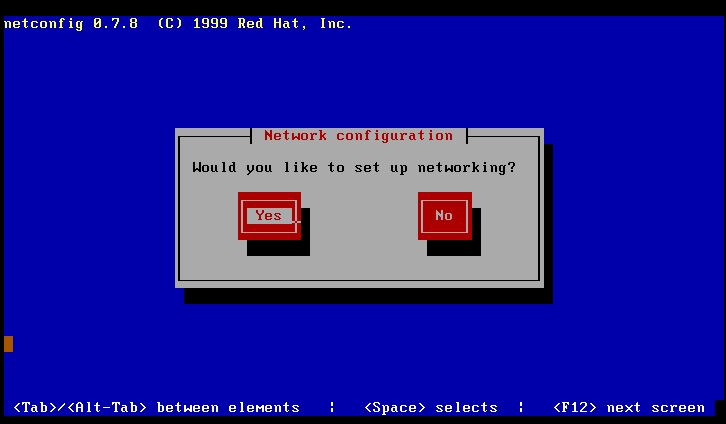 netconfig 0.7.8  (C) 1999 Red Hat, Inc.
Network configuration
Would you like to set up networking?
Yes No
<Tab>/<Alt-Tab> between elements   ¦   <Space> selects  ¦   <F12> next screen